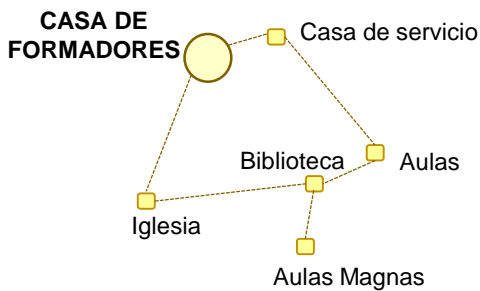 CASA DE
FORMADORES
Casa de servicio
Biblioteca
Aulas
Iglesia
Aulas Magnas